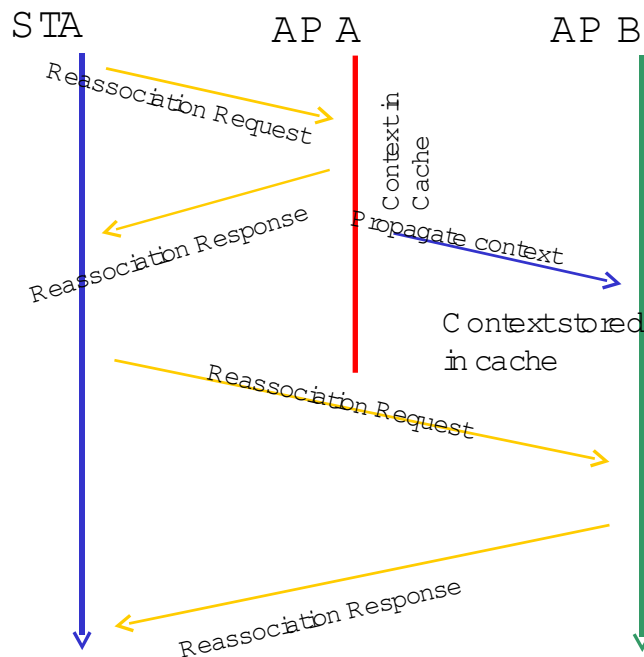 STA
AP A
AP B
Reassociation Request
Context in
Cache
Reassociation Response
Propagate context
Context stored
in cache
Reassociation Request
Reassociation Response